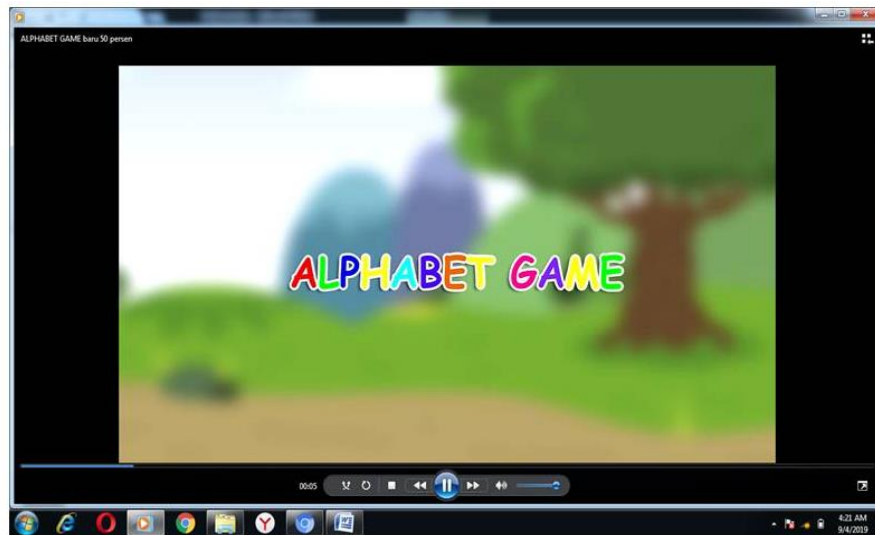 ALPHABET GAME baru 50 persen
ALPHABET GAME
00:05
4:21 AM
9/4/2019